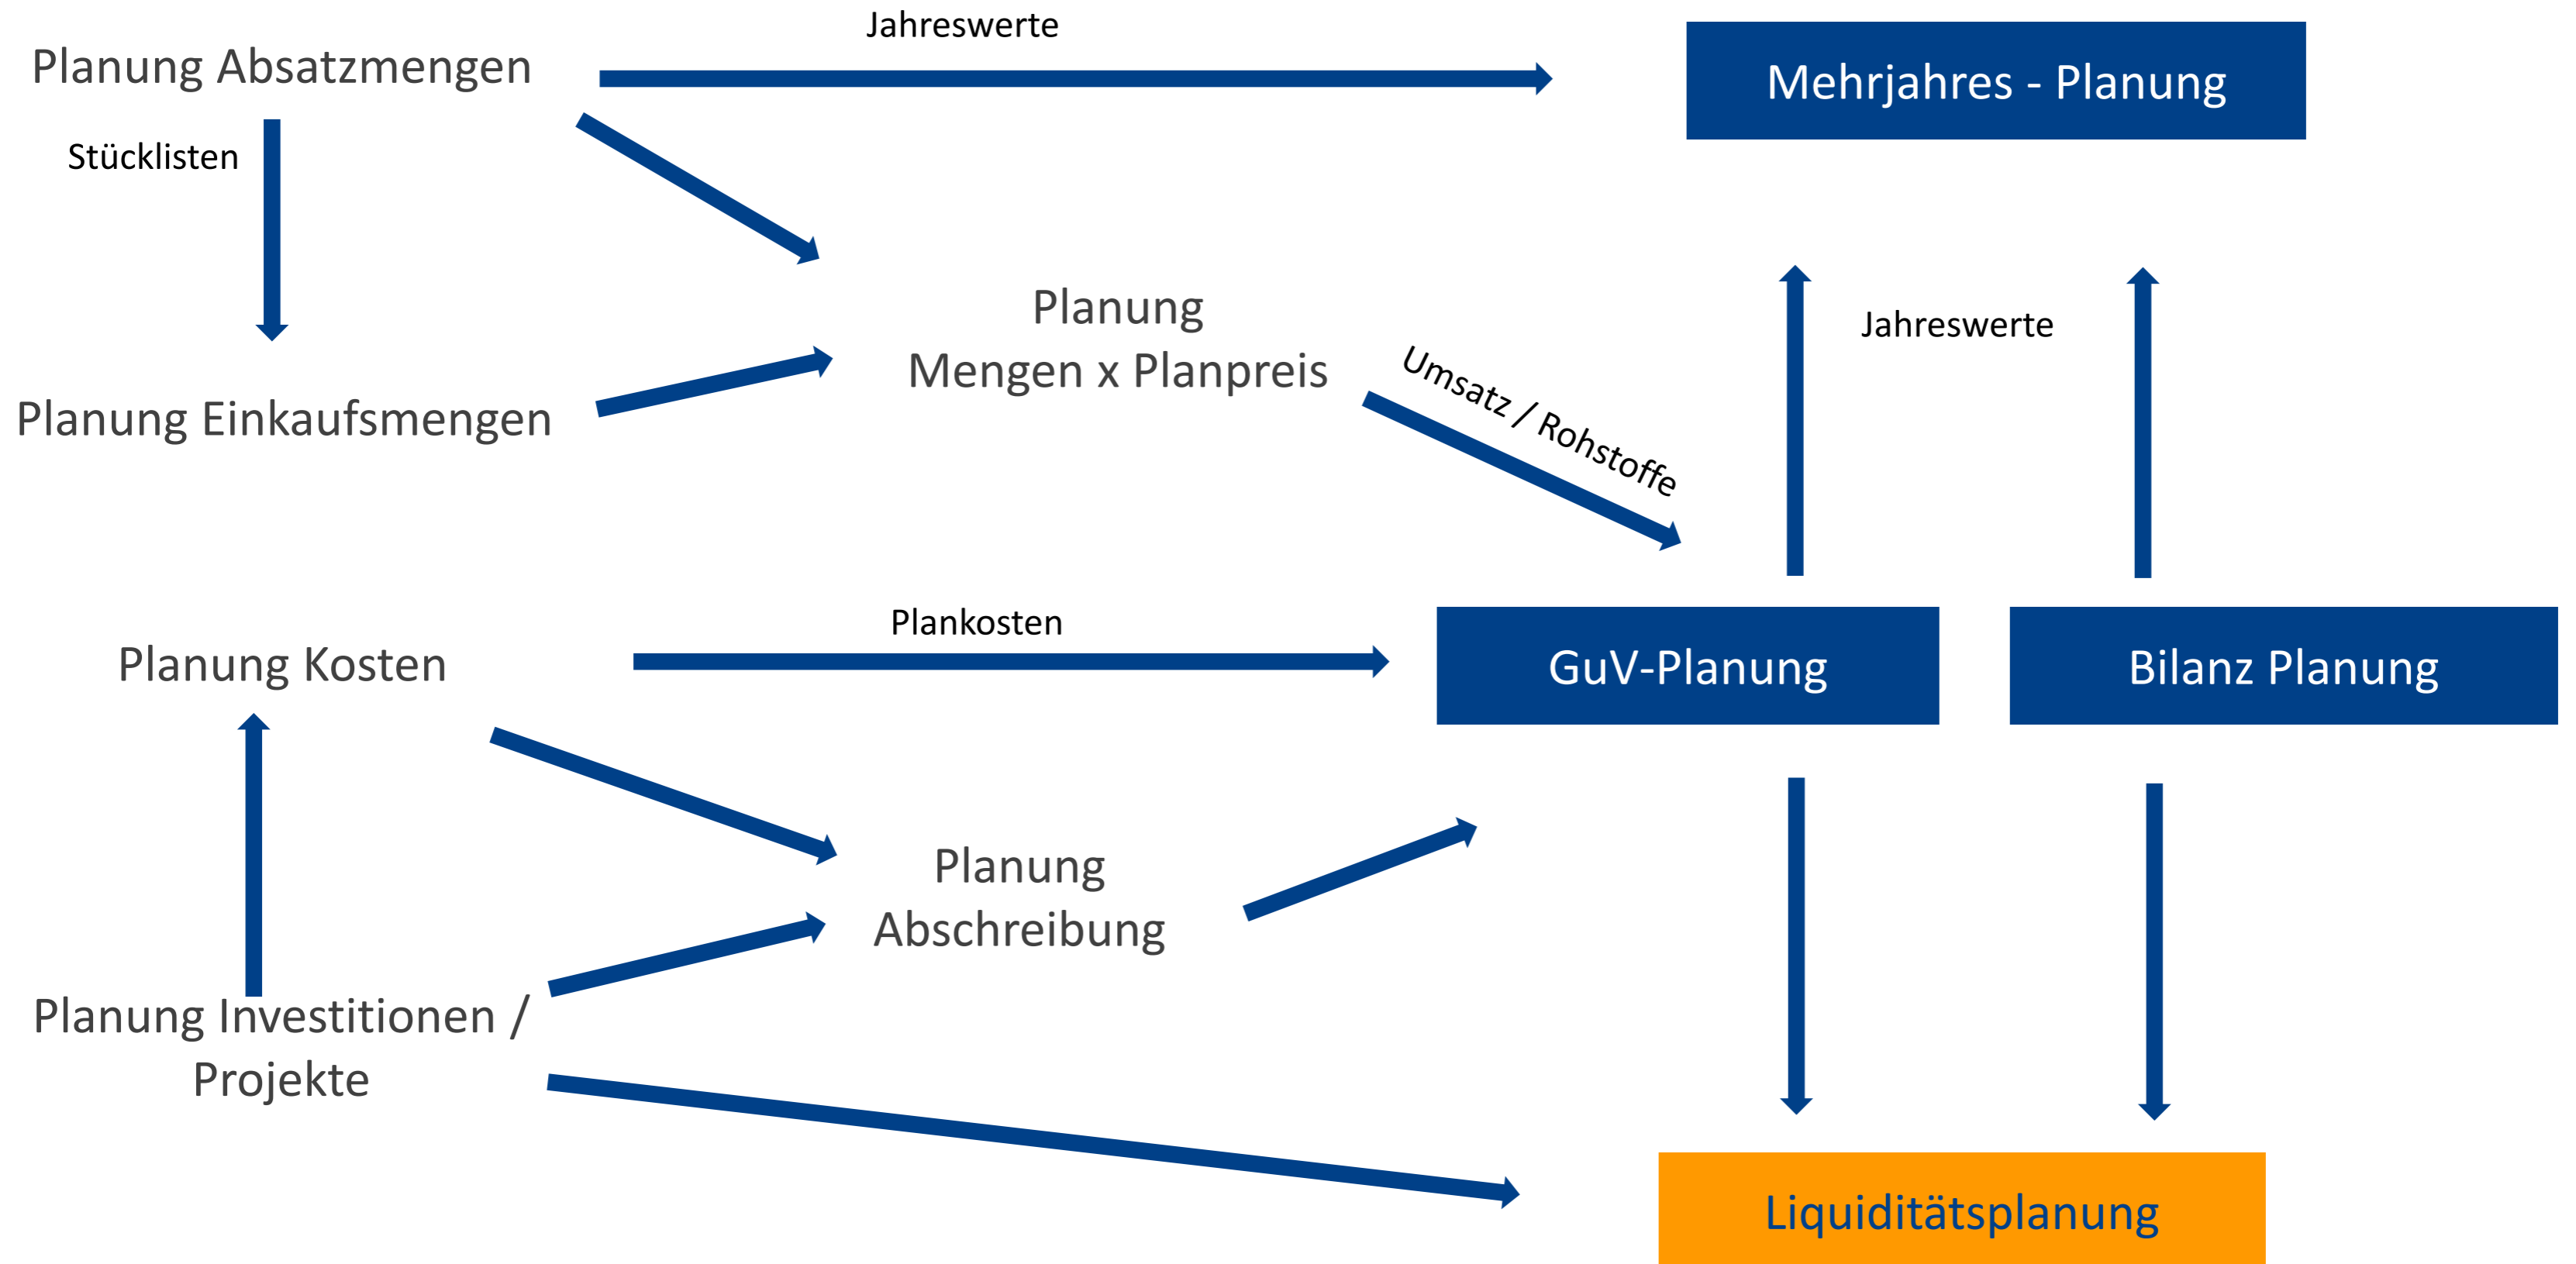 Jahreswerte
Planung Absatzmengen
Mehrjahres - Planung
Stücklisten
Planung
Mengen x Planpreis
Jahreswerte
Umsatz / Rohstoffe
Planung Einkaufsmengen
Plankosten
Planung Kosten
GuV-Planung
Bilanz Planung
Planung
Abschreibung
Planung Investitionen /
Projekte
Liquiditätsplanung